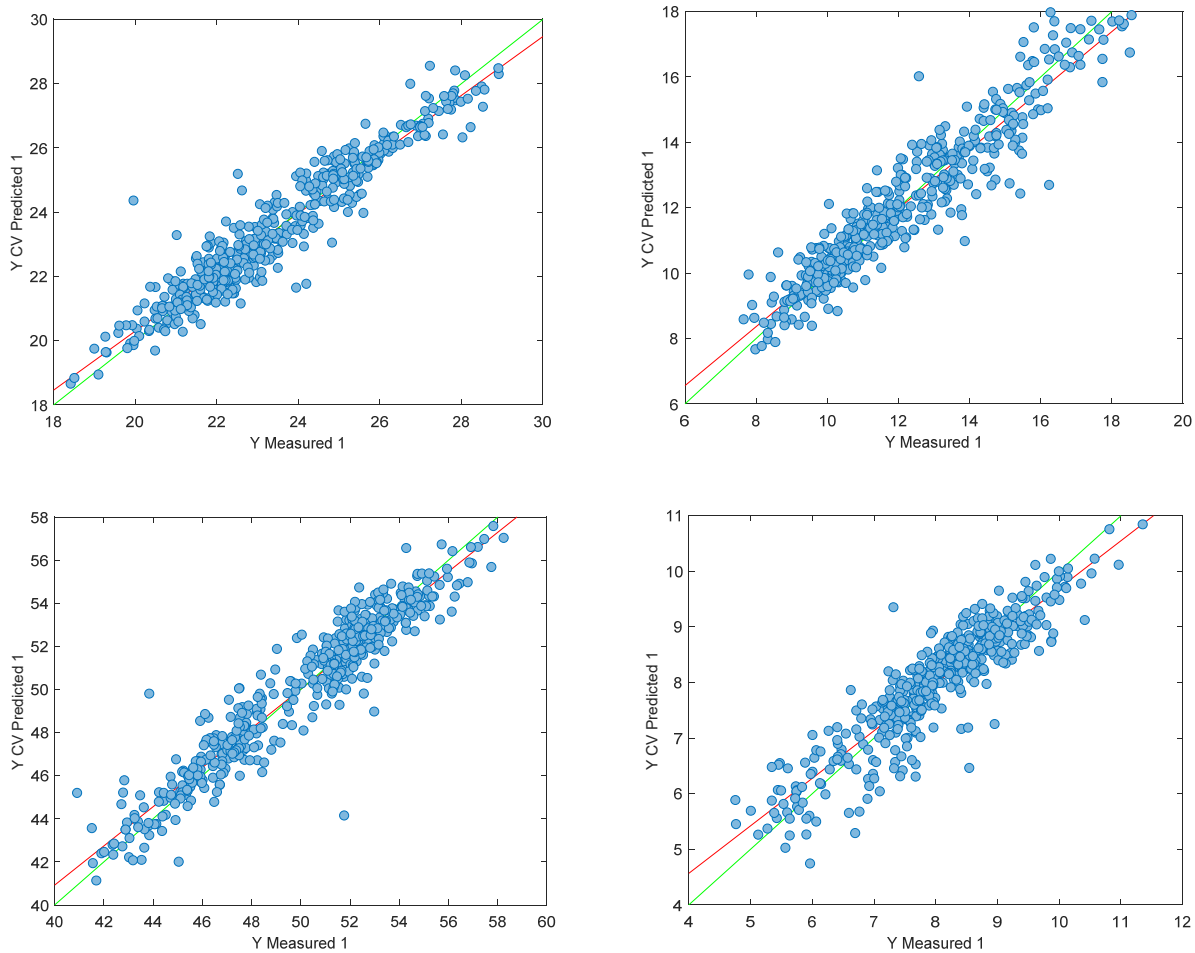 30
28
26
24
22
20
18
Y CV Predicted 1
18 20 22 24 26 28 30
Y Measured 1
18
16
14
12
10
8
6
Y CV Predicted 1
6 8 10 12 14 16 18 20
Y Measured 1
58
56
54
52
50
48
46
44
42
40
Y CV Predicted 1
40 42 44 46 48 50 52 54 56 58 60
Y Measured 1
11
10
9
8
7
6
5
4
Y CV Predicted 1
4 5 6 7 8 9 10 11 12
Y Measured 1